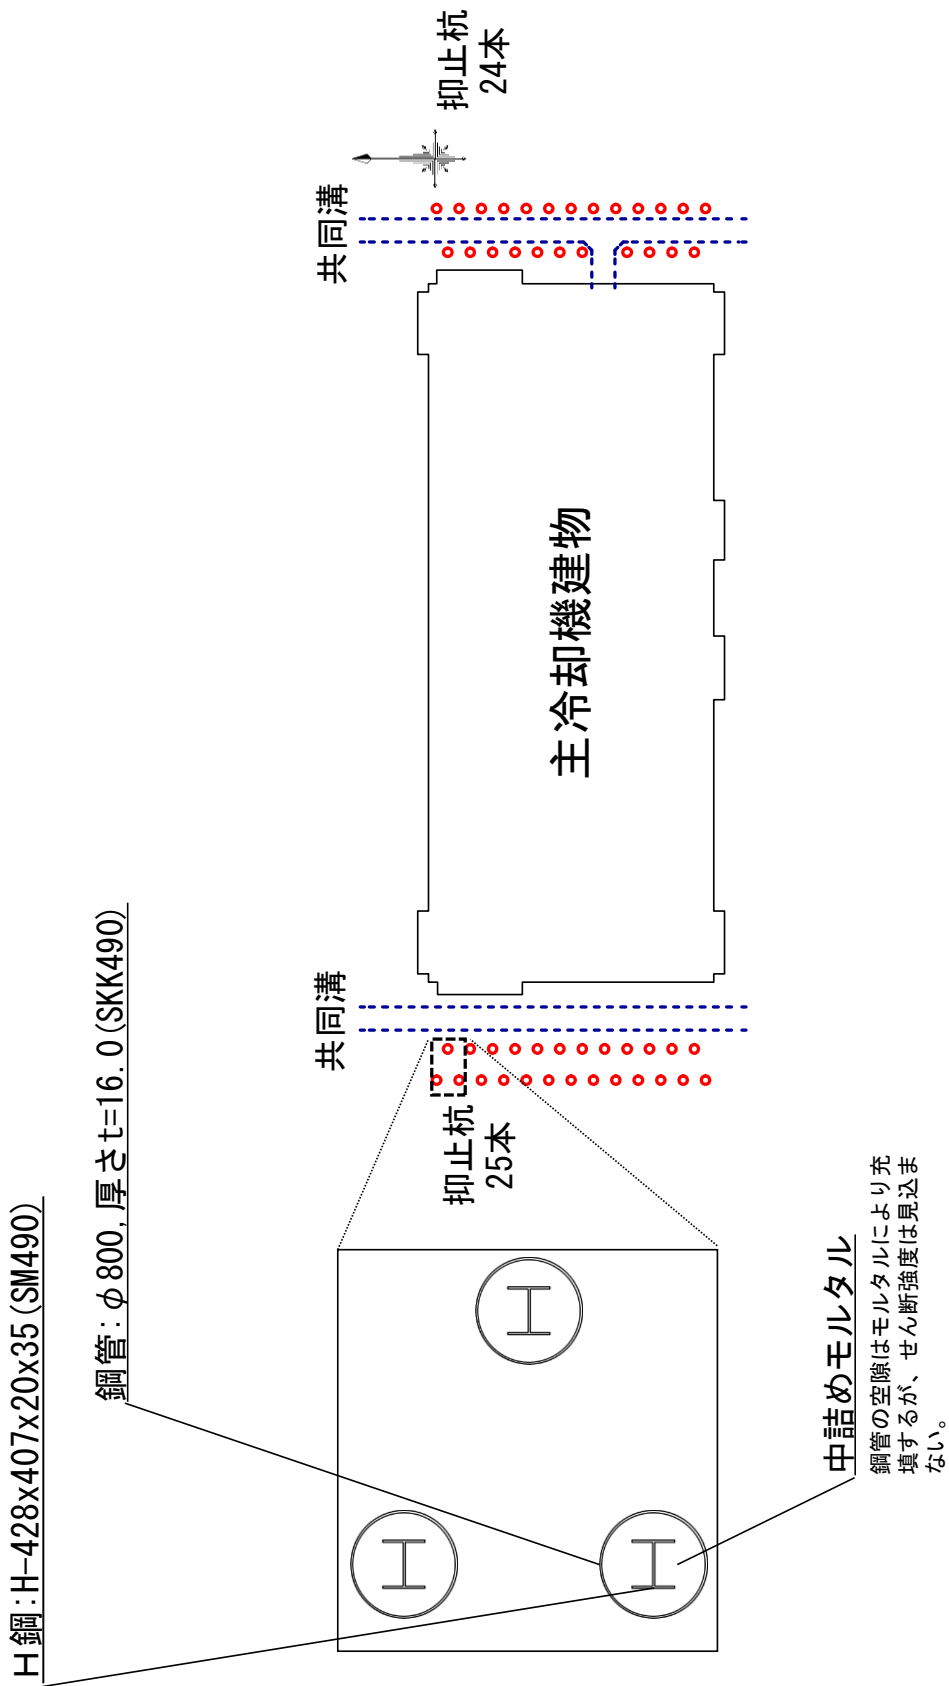 H鋼:H-428x407x20x35(SM490)
鋼管:φ800,厚さt=16.0(SKK490)
共同溝
抑止杭
25本
中詰めモルタル
鋼管の空隙はモルタルにより充
填するが、せん断強度は見込ま
ない。
主冷却機建物
共同溝
抑止杭
24本